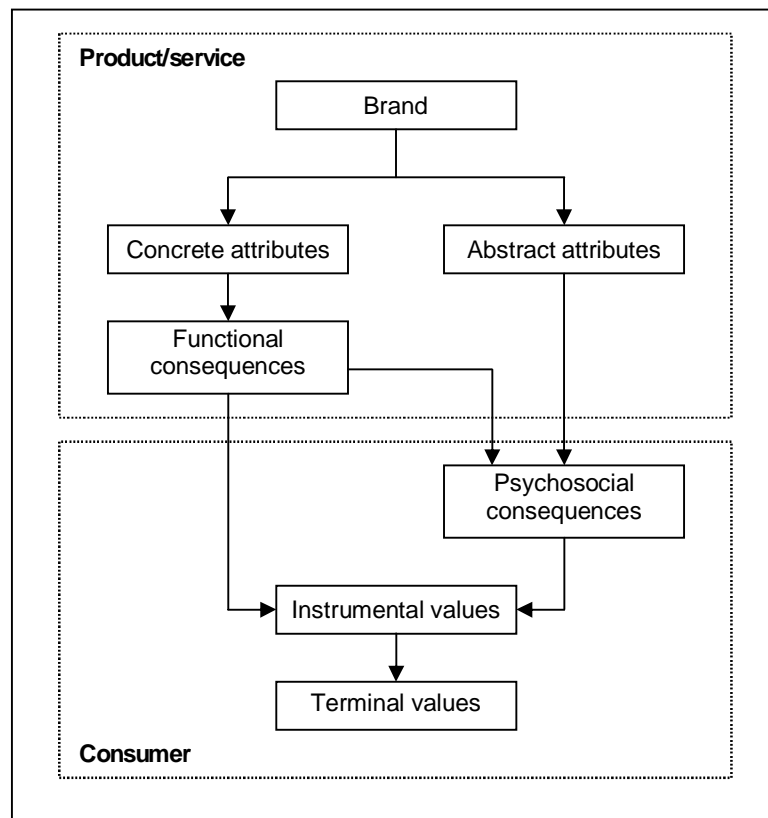 Product/service
Brand
Concrete attributes
Abstract attributes
Functional
consequences
Psychosocial
consequences
Instrumental values
Terminal values
Consumer